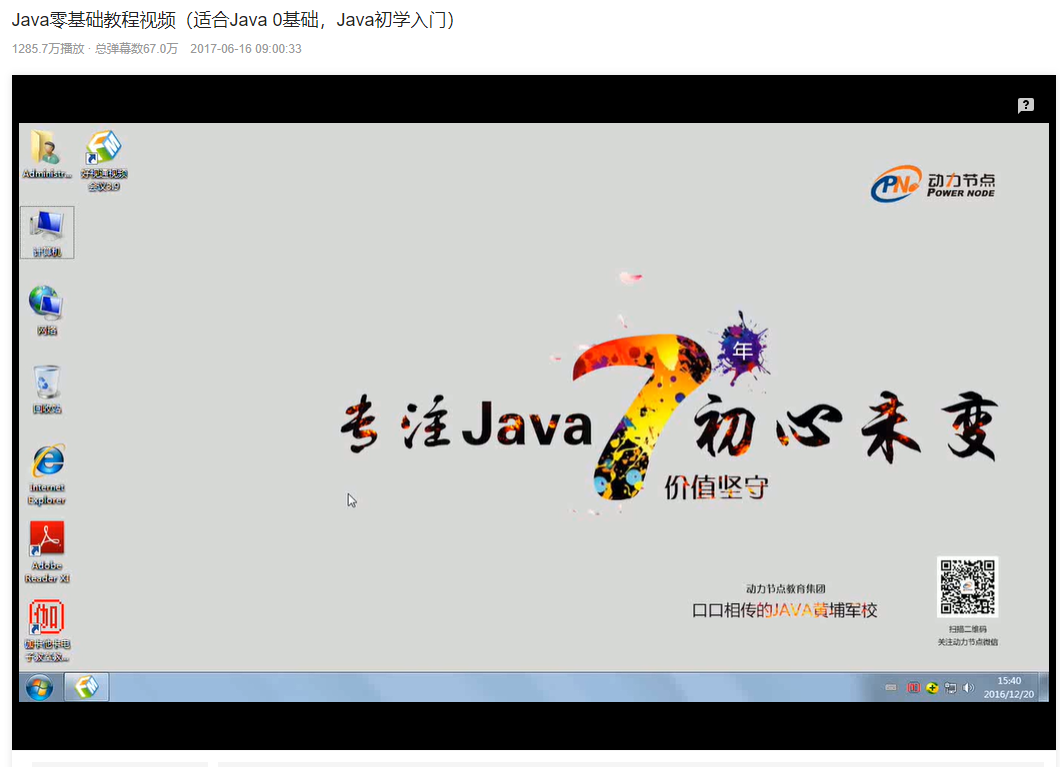 Java零基础教程视频（适合Java 0基础，Java初学入门）
1285.7万播放 · 总弹幕数67.0万 2017-06-16 09:00:33
?
Administr...
好视通视频
会议3.9
PN
动力节点
POWER NODE
计算机
网络
回收站
Internet
Explorer
Adobe
Reader XI
年
专注Java7初心未变
价值坚守
动力节点教育集团
口口相传的JAVA黄埔军校
扫描二维码
关注动力节点微信
15:40
2016/12/20